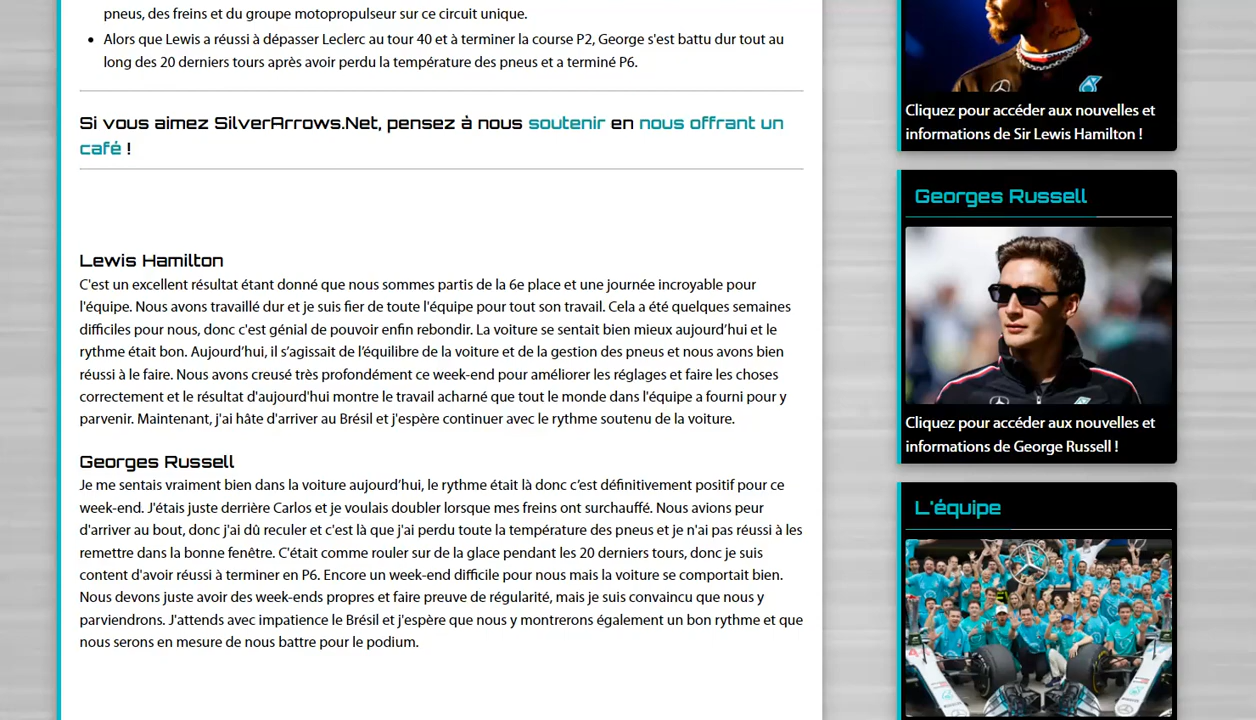 pneus, des freins et du groupe motopropulseur sur ce circuit unique.
Alors que Lewis a réussi à dépasser Leclerc au tour 40 et à terminer la course P2, George s'est battu dur tout au
long des 20 derniers tours après avoir perdu la température des pneus et a terminé P6.
Si vous aimez SilverArrows.Net, pensez à nous soutenir en nous offrant un
café !
Lewis Hamilton
C'est un excellent résultat étant donné que nous sommes partis de la 6e place et une journée incroyable pour
l'équipe. Nous avons travaillé dur et je suis fier de toute l'équipe pour tout son travail. Cela a été quelques semaines
difficiles pour nous, donc c'est génial de pouvoir enfin rebondir. La voiture se sentait bien mieux aujourd’hui et le
rythme était bon. Aujourd’hui, il s’agissait de l’équilibre de la voiture et de la gestion des pneus et nous avons bien
réussi à le faire. Nous avons creusé très profondément ce week-end pour améliorer les réglages et faire les choses
correctement et le résultat d'aujourd'hui montre le travail acharné que tout le monde dans l'équipe a fourni pour y
parvenir. Maintenant, j'ai hâte d'arriver au Brésil et j'espère continuer avec le rythme soutenu de la voiture.
Georges Russell
Je me sentais vraiment bien dans la voiture aujourd’hui, le rythme était là donc c’est définitivement positif pour ce
week-end. J'étais juste derrière Carlos et je voulais doubler lorsque mes freins ont surchauffé. Nous avions peur
d'arriver au bout, donc j'ai dû reculer et c'est là que j'ai perdu toute la température des pneus et je n'ai pas réussi à les
remettre dans la bonne fenêtre. C'était comme rouler sur de la glace pendant les 20 derniers tours, donc je suis
content d'avoir réussi à terminer en P6. Encore un week-end difficile pour nous mais la voiture se comportait bien.
Nous devons juste avoir des week-ends propres et faire preuve de régularité, mais je suis convaincu que nous y
parviendrons. J'attends avec impatience le Brésil et j'espère que nous y montrerons également un bon rythme et que
nous serons en mesure de nous battre pour le podium.
Cliquez pour accéder aux nouvelles et
informations de Sir Lewis Hamilton !
Georges Russell
Cliquez pour accéder aux nouvelles et
informations de George Russell !
L'équipe